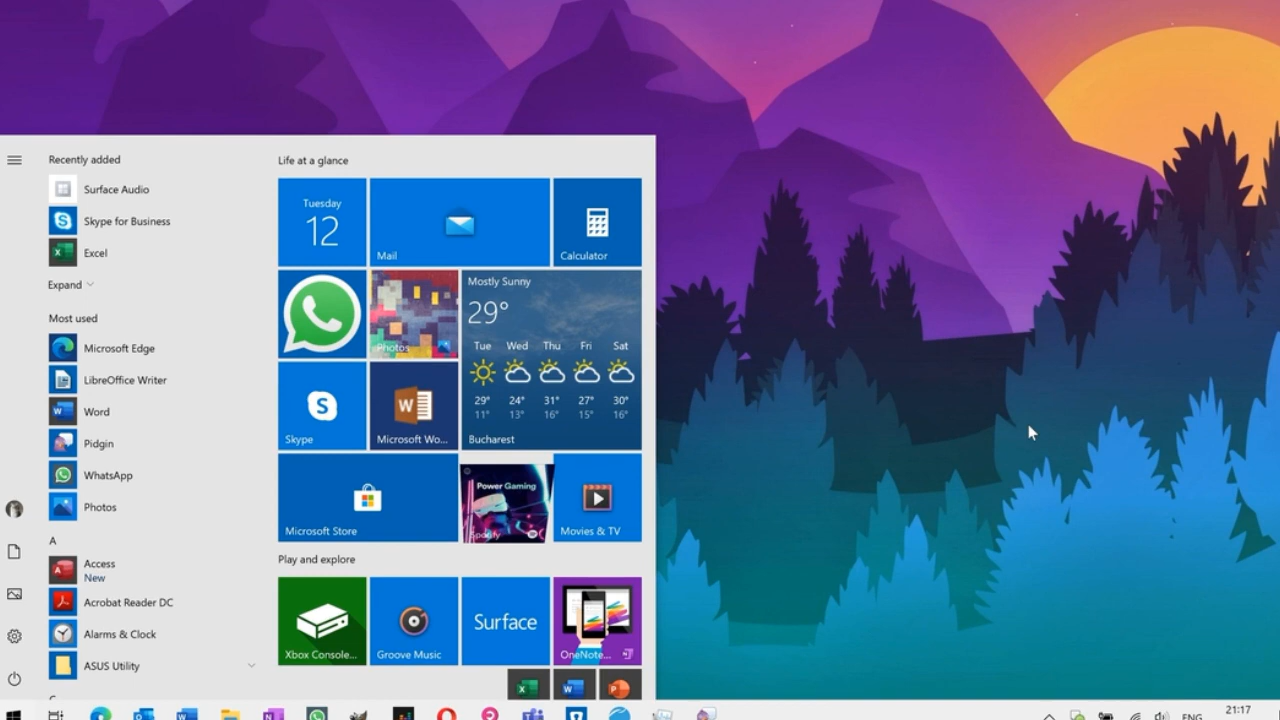 Recently added
Surface Audio
Skype for Business
Excel
Expand
Most used
Microsoft Edge
LibreOffice Writer
Word
Pidgin
WhatsApp
Photos
A
Access
New
Acrobat Reader DC
Alarms & Clock
ASUS Utility
Life at a glance
Tuesday
12
Mail
Calculator
Photos
Mostly Sunny
29°
Tue Wed Thu Fri Sat
29° 24° 31° 27° 30°
11° 13° 16° 15° 16°
Bucharest
Skype
Microsoft Wo...
Microsoft Store
Power Gaming
Spotify
Movies & TV
Play and explore
Xbox Console...
Groove Music
Surface
OneNote...
ENG
21:17